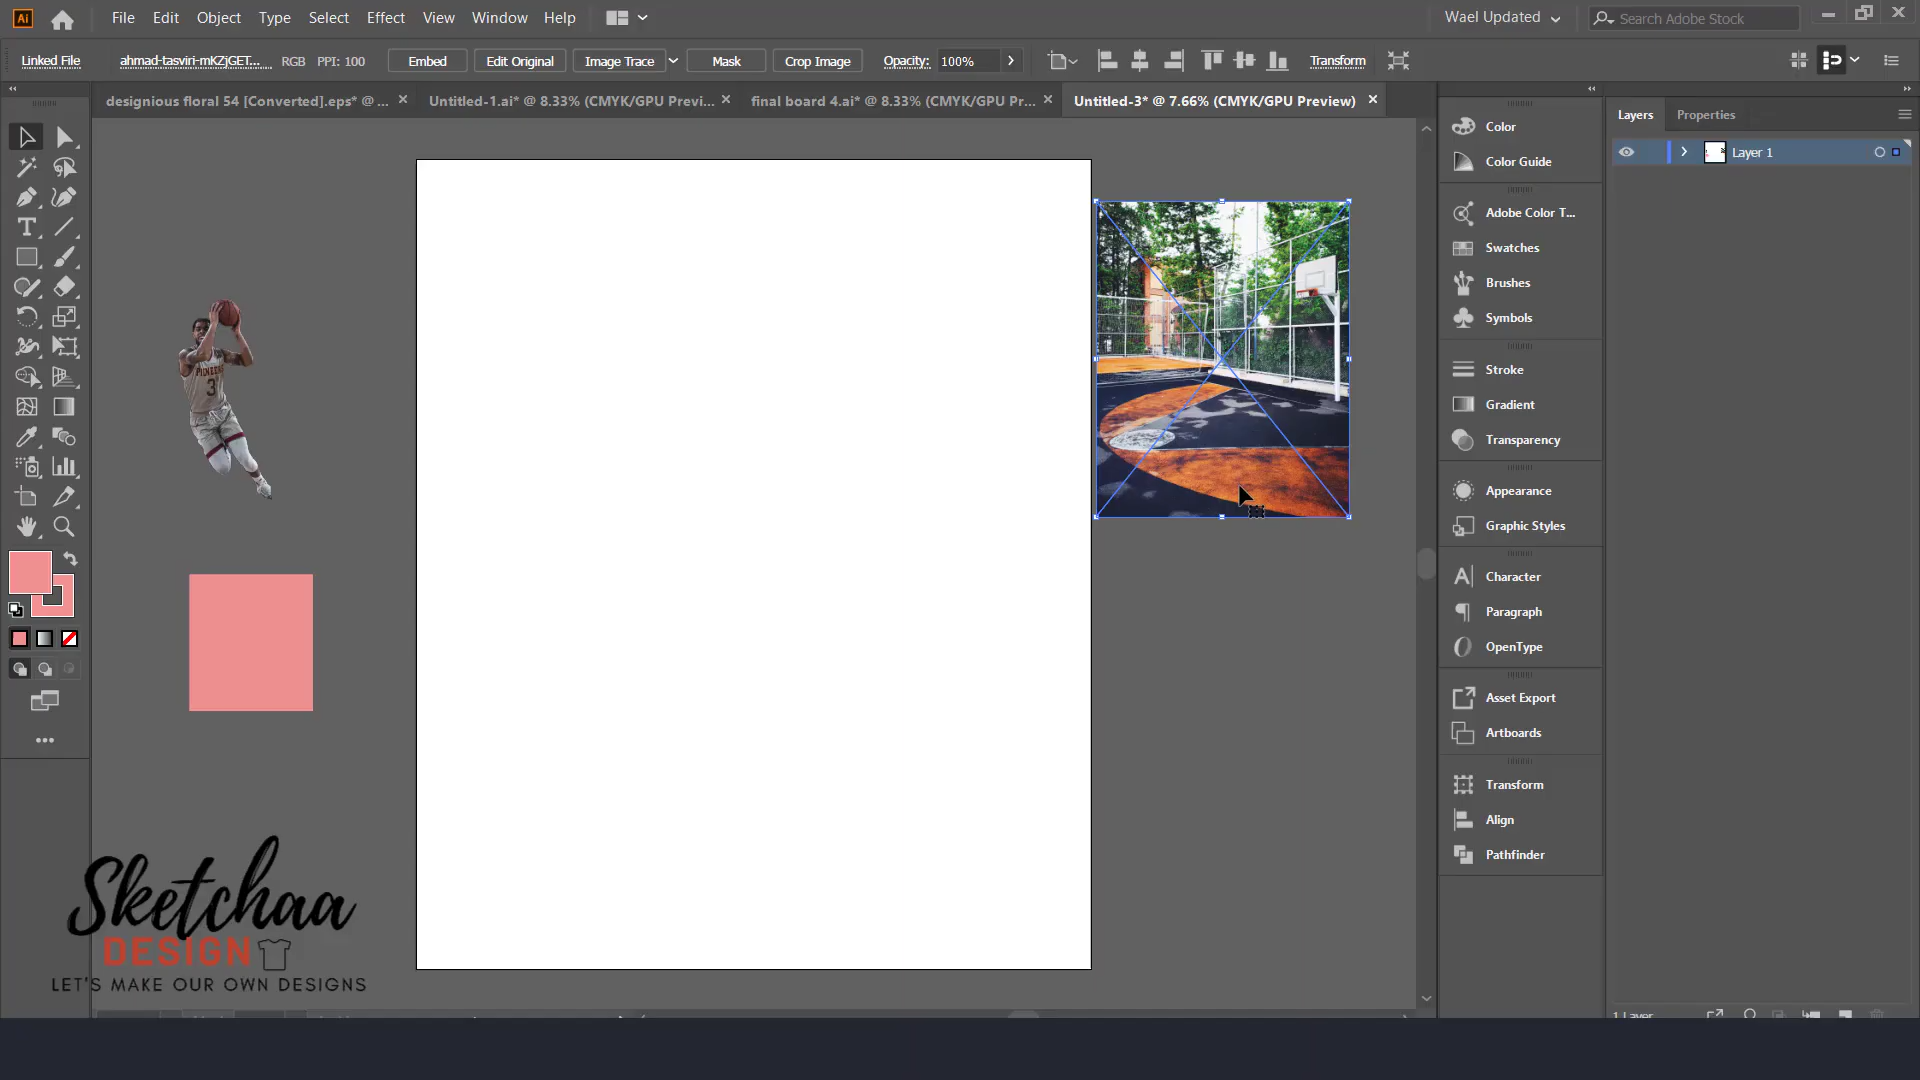 Ai File Edit Object Type Select Effect View Window Help Wael Updated Search Adobe Stock
Linked File ahmad-tasviri-mKZjGET... RGB PPI: 100 Embed Edit Original Image Trace Mask Crop Image Opacity: 100% Transform
designious floral 54 [Converted].eps* @ ... Untitled-1.ai* @ 8.33% (CMYK/GPU Previ... final board 4.ai* @ 8.33% (CMYK/GPU Pr... Untitled-3* @ 7.66% (CMYK/GPU Preview)
Layers Properties
Layer 1
Color
Color Guide
Adobe Color T...
Swatches
Brushes
Symbols
Stroke
Gradient
Transparency
Appearance
Graphic Styles
Character
Paragraph
OpenType
Asset Export
Artboards
Transform
Align
Pathfinder
PIONEERS
3
Sketchaa
DESIGN
LET'S MAKE OUR OWN DESIGNS
1 Layer